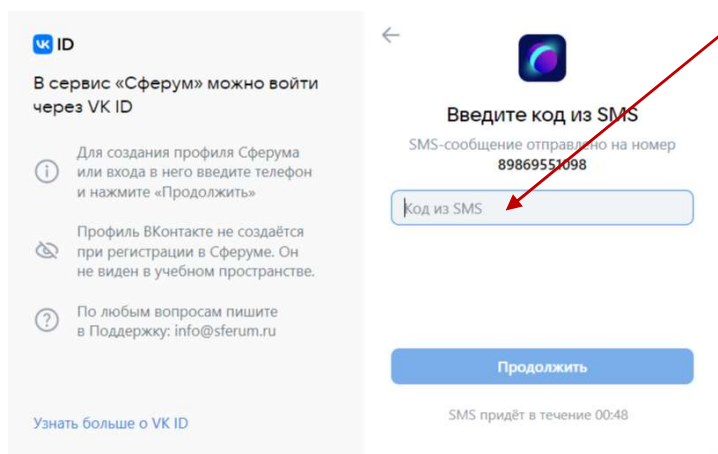 VK ID
В сервис «Сферум» можно войти
через VK ID
Для создания профиля Сферума
или входа в него введите телефон
и нажмите «Продолжить»
Профиль ВКонтакте не создаётся
при регистрации в Сферуме. Он
не виден в учебном пространстве.
По любым вопросам пишите
в Поддержку: info@sferum.ru
Узнать больше о VK ID
Введите код из SMS
SMS-сообщение отправлено на номер
89869551098
Код из SMS
Продолжить
SMS придёт в течение 00:48